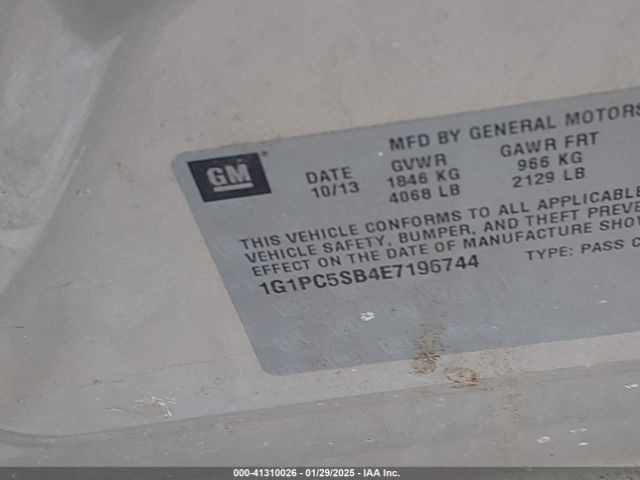 MFD BY GENERAL MOTORS
GM
DATE GVWR GAWR FRT
10/13 1846 KG 966 KG
4068 LB 2129 LB
THIS VEHICLE CONFORMS TO ALL APPLICABLE
VEHICLE SAFETY, BUMPER, AND THEFT PREVE
EFFECT ON THE DATE OF MANUFACTURE SHOW
1G1PC5SB4E7196744 TYPE: PASS C
000-41310026 - 01/29/2025 - IAA Inc.